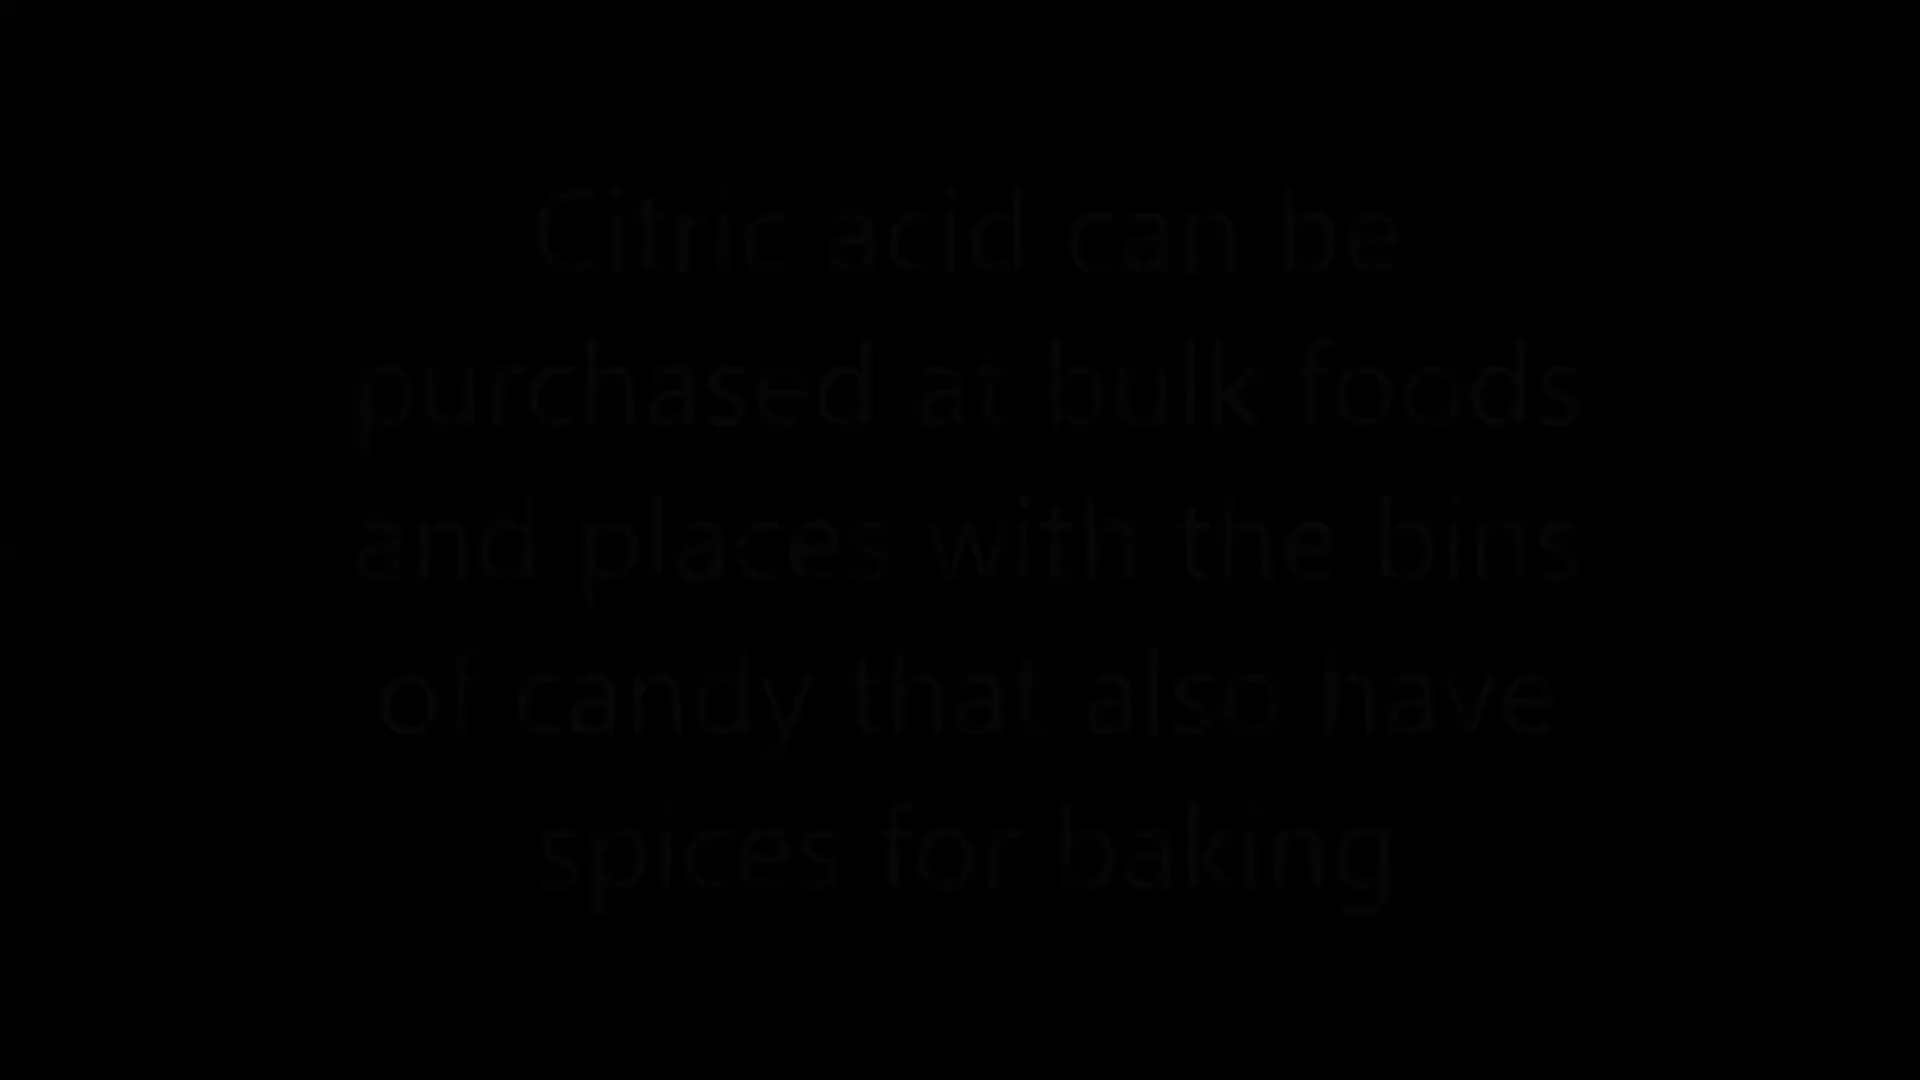 Citric acid can be
purchased at bulk foods
and places with the bins
of candy that also have
spices for baking